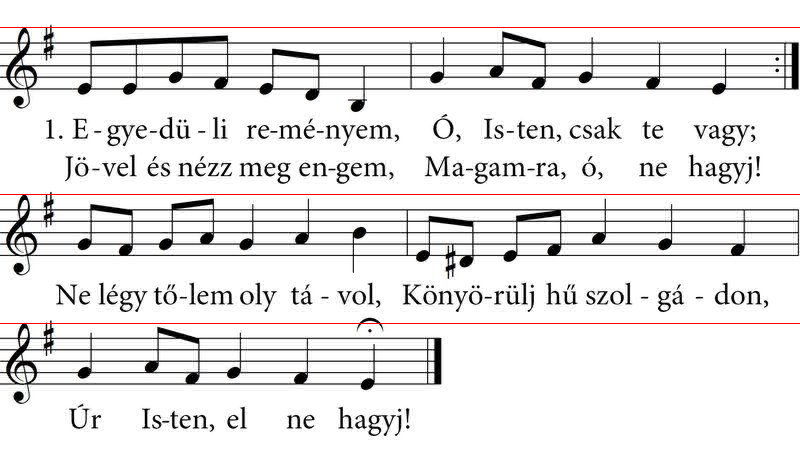 1. E - gye-dü - li re-mé-nyem, Ó, Is-ten, csak te vagy;
Jö-vel és nézz meg en-gem, Ma-gam-ra, ó, ne hagyj!
Ne légy tő-lem oly tá - vol, Könyö-rülj hű szol - gá - don,
Úr Is-ten, el ne hagyj!